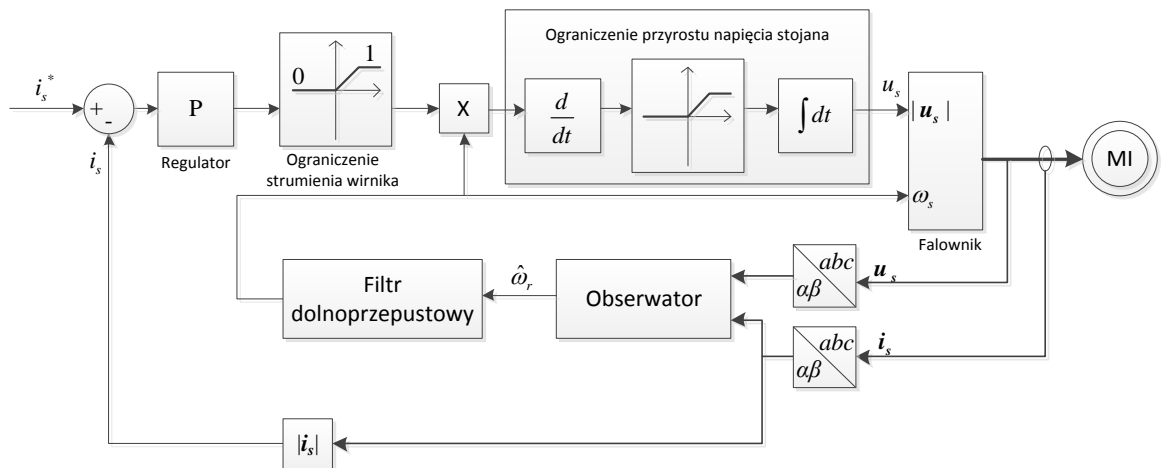 Ograniczenie przyrostu napięcia stojana
i_s^*
+
-
P
Regulator
0
1
Ograniczenie
strumienia wirnika
X
d
dt
∫dt
u_s
|u_s|
ω_s
Falownik
MI
i_s
Filtr
dolnoprzepustowy
ω̂_r
Obserwator
abc
αβ
u_s
abc
αβ
i_s
|i_s|